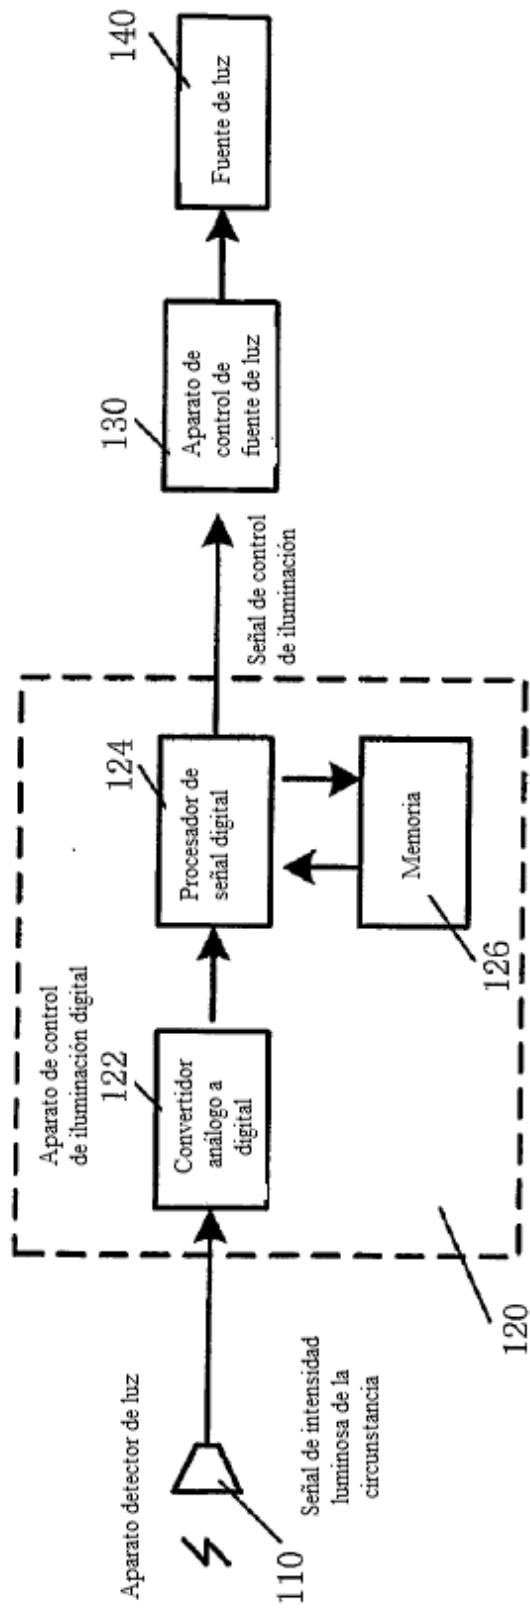 Aparato detector de luz
110
Señal de intensidad
luminosa de la
circunstancia
Aparato de control
de iluminación digital
120
122
Convertidor
análogo a
digital
124
Procesador de
señal digital
Memoria
126
Señal de control
de iluminación
130
Aparato de
control de
fuente de luz
140
Fuente de luz